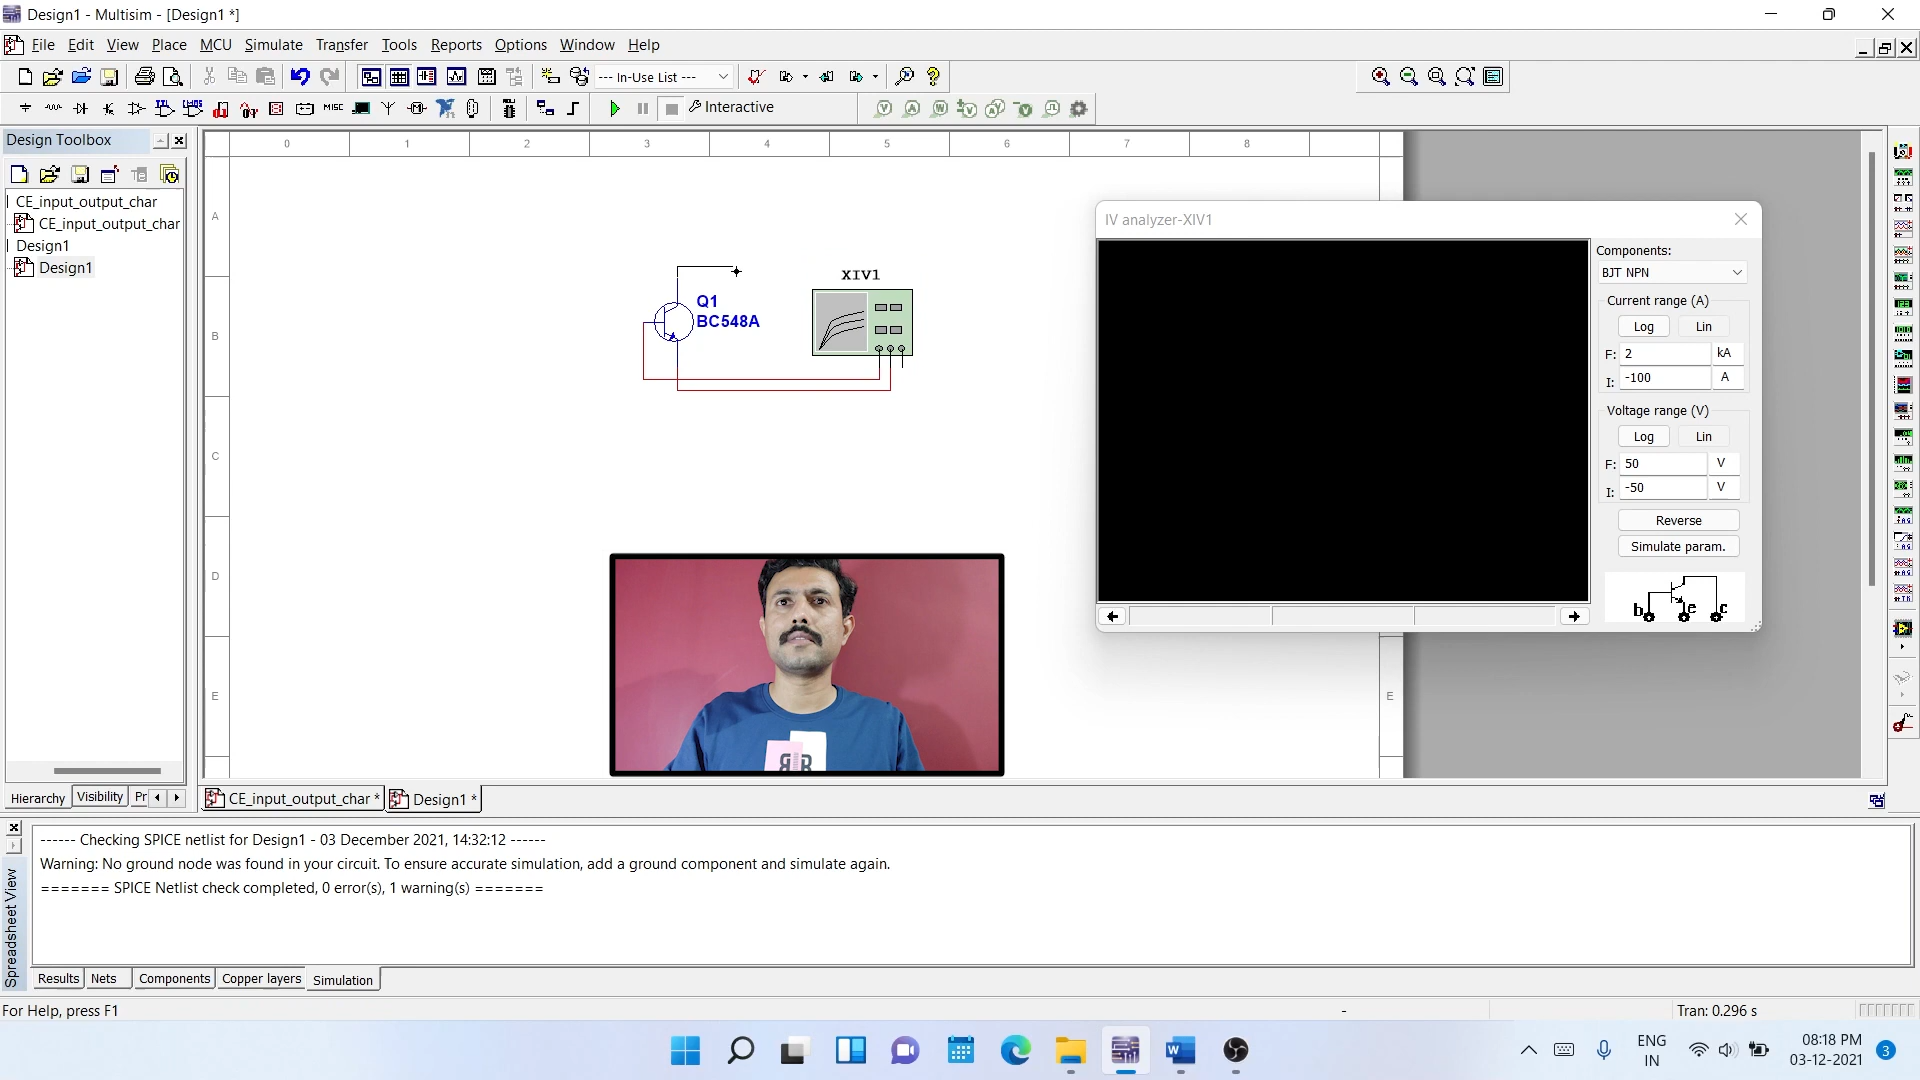 Design1 - Multisim - [Design1 *]
File Edit View Place MCU Simulate Transfer Tools Reports Options Window Help
--- In-Use List ---
Interactive
Design Toolbox
0 1 2 3 4 5 6 7 8
CE_input_output_char
CE_input_output_char
Design1
Design1
A
B
C
D
E
Q1
BC548A
XIV1
IV analyzer-XIV1
Components:
BJT NPN
Current range (A)
Log Lin
F: 2 kA
I: -100 A
Voltage range (V)
Log Lin
F: 50 V
I: -50 V
Reverse
Simulate param.
b e c
E
Hierarchy Visibility Pr
CE_input_output_char * Design1 *
------ Checking SPICE netlist for Design1 - 03 December 2021, 14:32:12 ------
Warning: No ground node was found in your circuit. To ensure accurate simulation, add a ground component and simulate again.
======= SPICE Netlist check completed, 0 error(s), 1 warning(s) =======
Spreadsheet View
Results Nets Components Copper layers Simulation
For Help, press F1
-
Tran: 0.296 s
ENG
IN
08:18 PM
03-12-2021
3